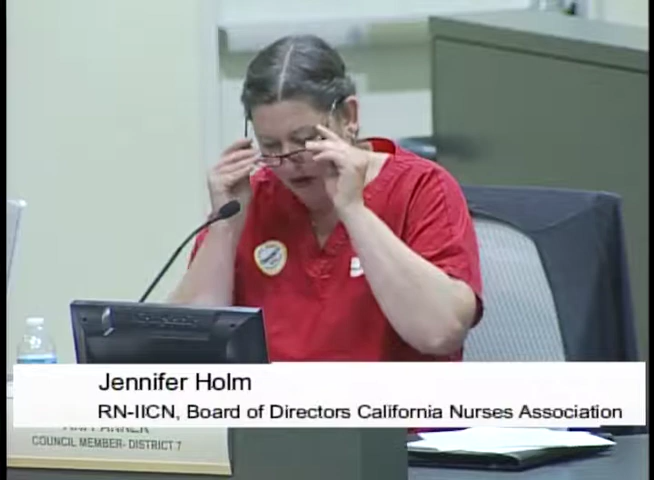 Jennifer Holm
RN-IICN, Board of Directors California Nurses Association
COUNCIL MEMBER- DISTRICT 7